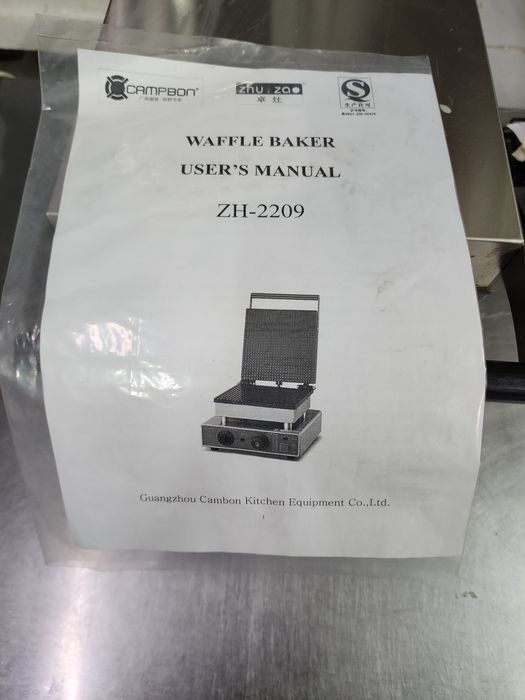 CAMPBON®
zhu zao
卓灶
生产许可
WAFFLE BAKER
USER'S MANUAL
ZH-2209
Guangzhou Cambon Kitchen Equipment Co.,Ltd.
1